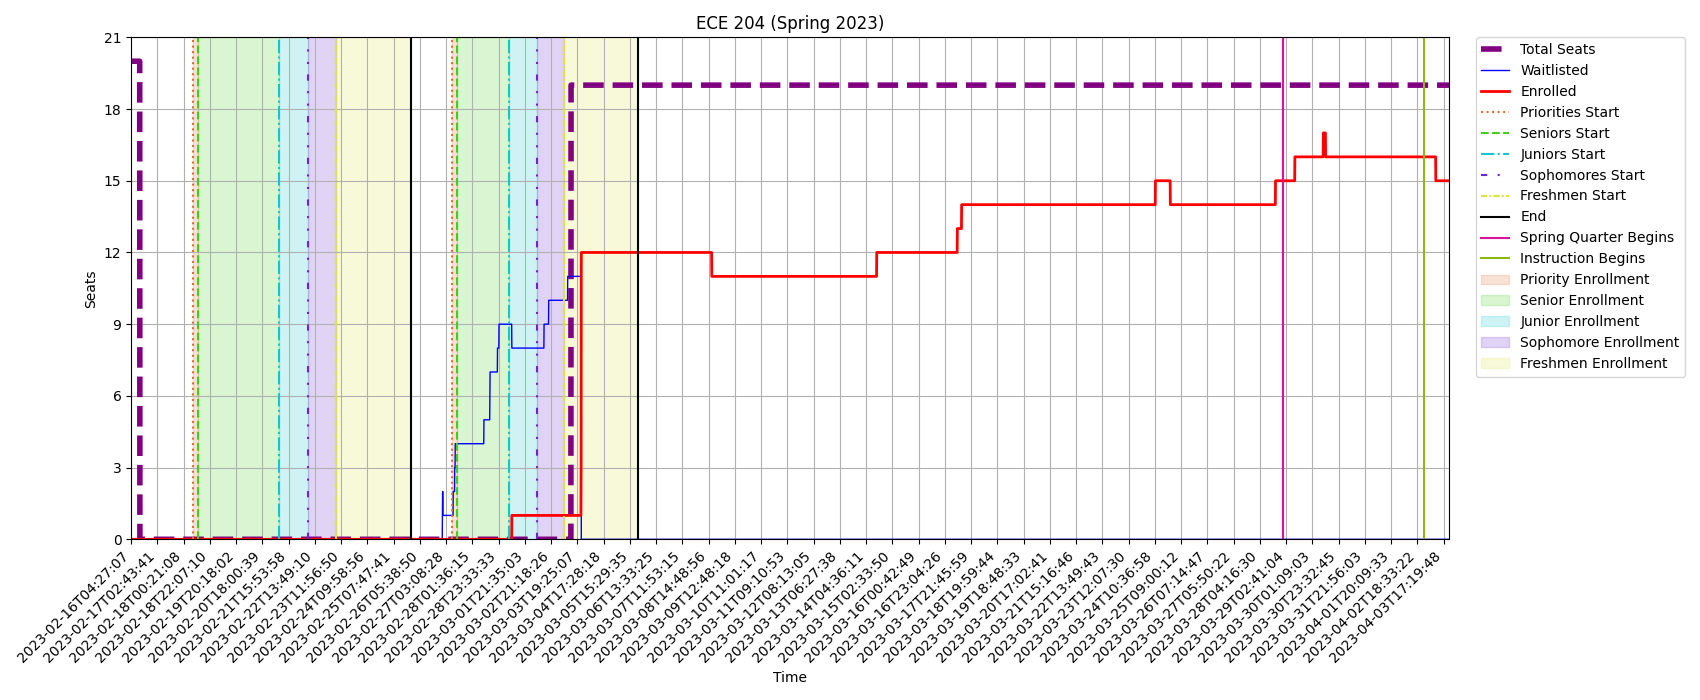 ECE 204 (Spring 2023)
Seats
21
18
15
12
9
6
3
0
2023-02-16T04:27:07
2023-02-17T02:43:41
2023-02-18T00:21:08
2023-02-18T22:07:10
2023-02-19T20:18:02
2023-02-20T18:00:39
2023-02-21T15:53:58
2023-02-22T13:49:10
2023-02-23T11:56:50
2023-02-24T09:58:56
2023-02-25T07:47:41
2023-02-26T05:38:50
2023-02-27T03:08:28
2023-02-28T01:36:15
2023-02-28T23:33:33
2023-03-01T21:35:03
2023-03-02T21:18:26
2023-03-03T19:25:07
2023-03-04T17:28:18
2023-03-05T15:29:35
2023-03-06T13:33:25
2023-03-07T11:53:15
2023-03-08T14:48:56
2023-03-09T12:48:18
2023-03-10T11:01:17
2023-03-11T09:10:53
2023-03-12T08:13:05
2023-03-13T06:27:38
2023-03-14T04:36:11
2023-03-15T02:33:50
2023-03-16T00:42:49
2023-03-16T23:04:26
2023-03-17T21:45:59
2023-03-18T19:59:44
2023-03-19T18:48:33
2023-03-20T17:02:41
2023-03-21T15:16:46
2023-03-22T13:49:43
2023-03-23T12:07:30
2023-03-24T10:36:58
2023-03-25T09:00:12
2023-03-26T07:14:47
2023-03-27T05:50:22
2023-03-28T04:16:30
2023-03-29T02:41:04
2023-03-30T01:09:03
2023-03-30T23:32:45
2023-03-31T21:56:03
2023-04-01T20:09:33
2023-04-02T18:33:22
2023-04-03T17:19:48
Time
Total Seats
Waitlisted
Enrolled
Priorities Start
Seniors Start
Juniors Start
Sophomores Start
Freshmen Start
End
Spring Quarter Begins
Instruction Begins
Priority Enrollment
Senior Enrollment
Junior Enrollment
Sophomore Enrollment
Freshmen Enrollment